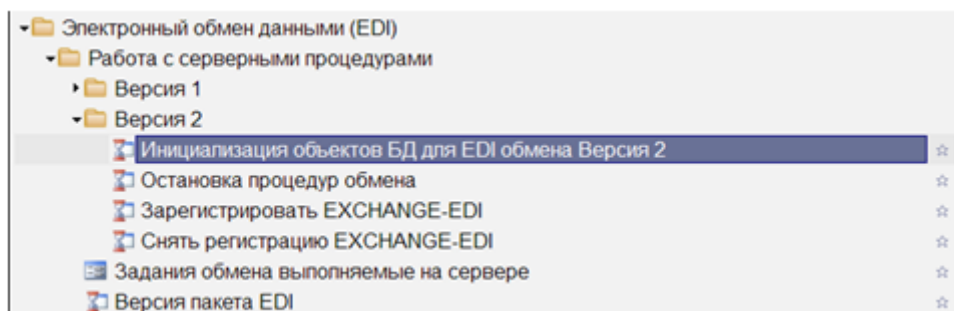 Электронный обмен данными (EDI)
Работа с серверными процедурами
Версия 1
Версия 2
Инициализация объектов БД для EDI обмена Версия 2
Остановка процедур обмена
Зарегистрировать EXCHANGE-EDI
Снять регистрацию EXCHANGE-EDI
Задания обмена выполняемые на сервере
Версия пакета EDI